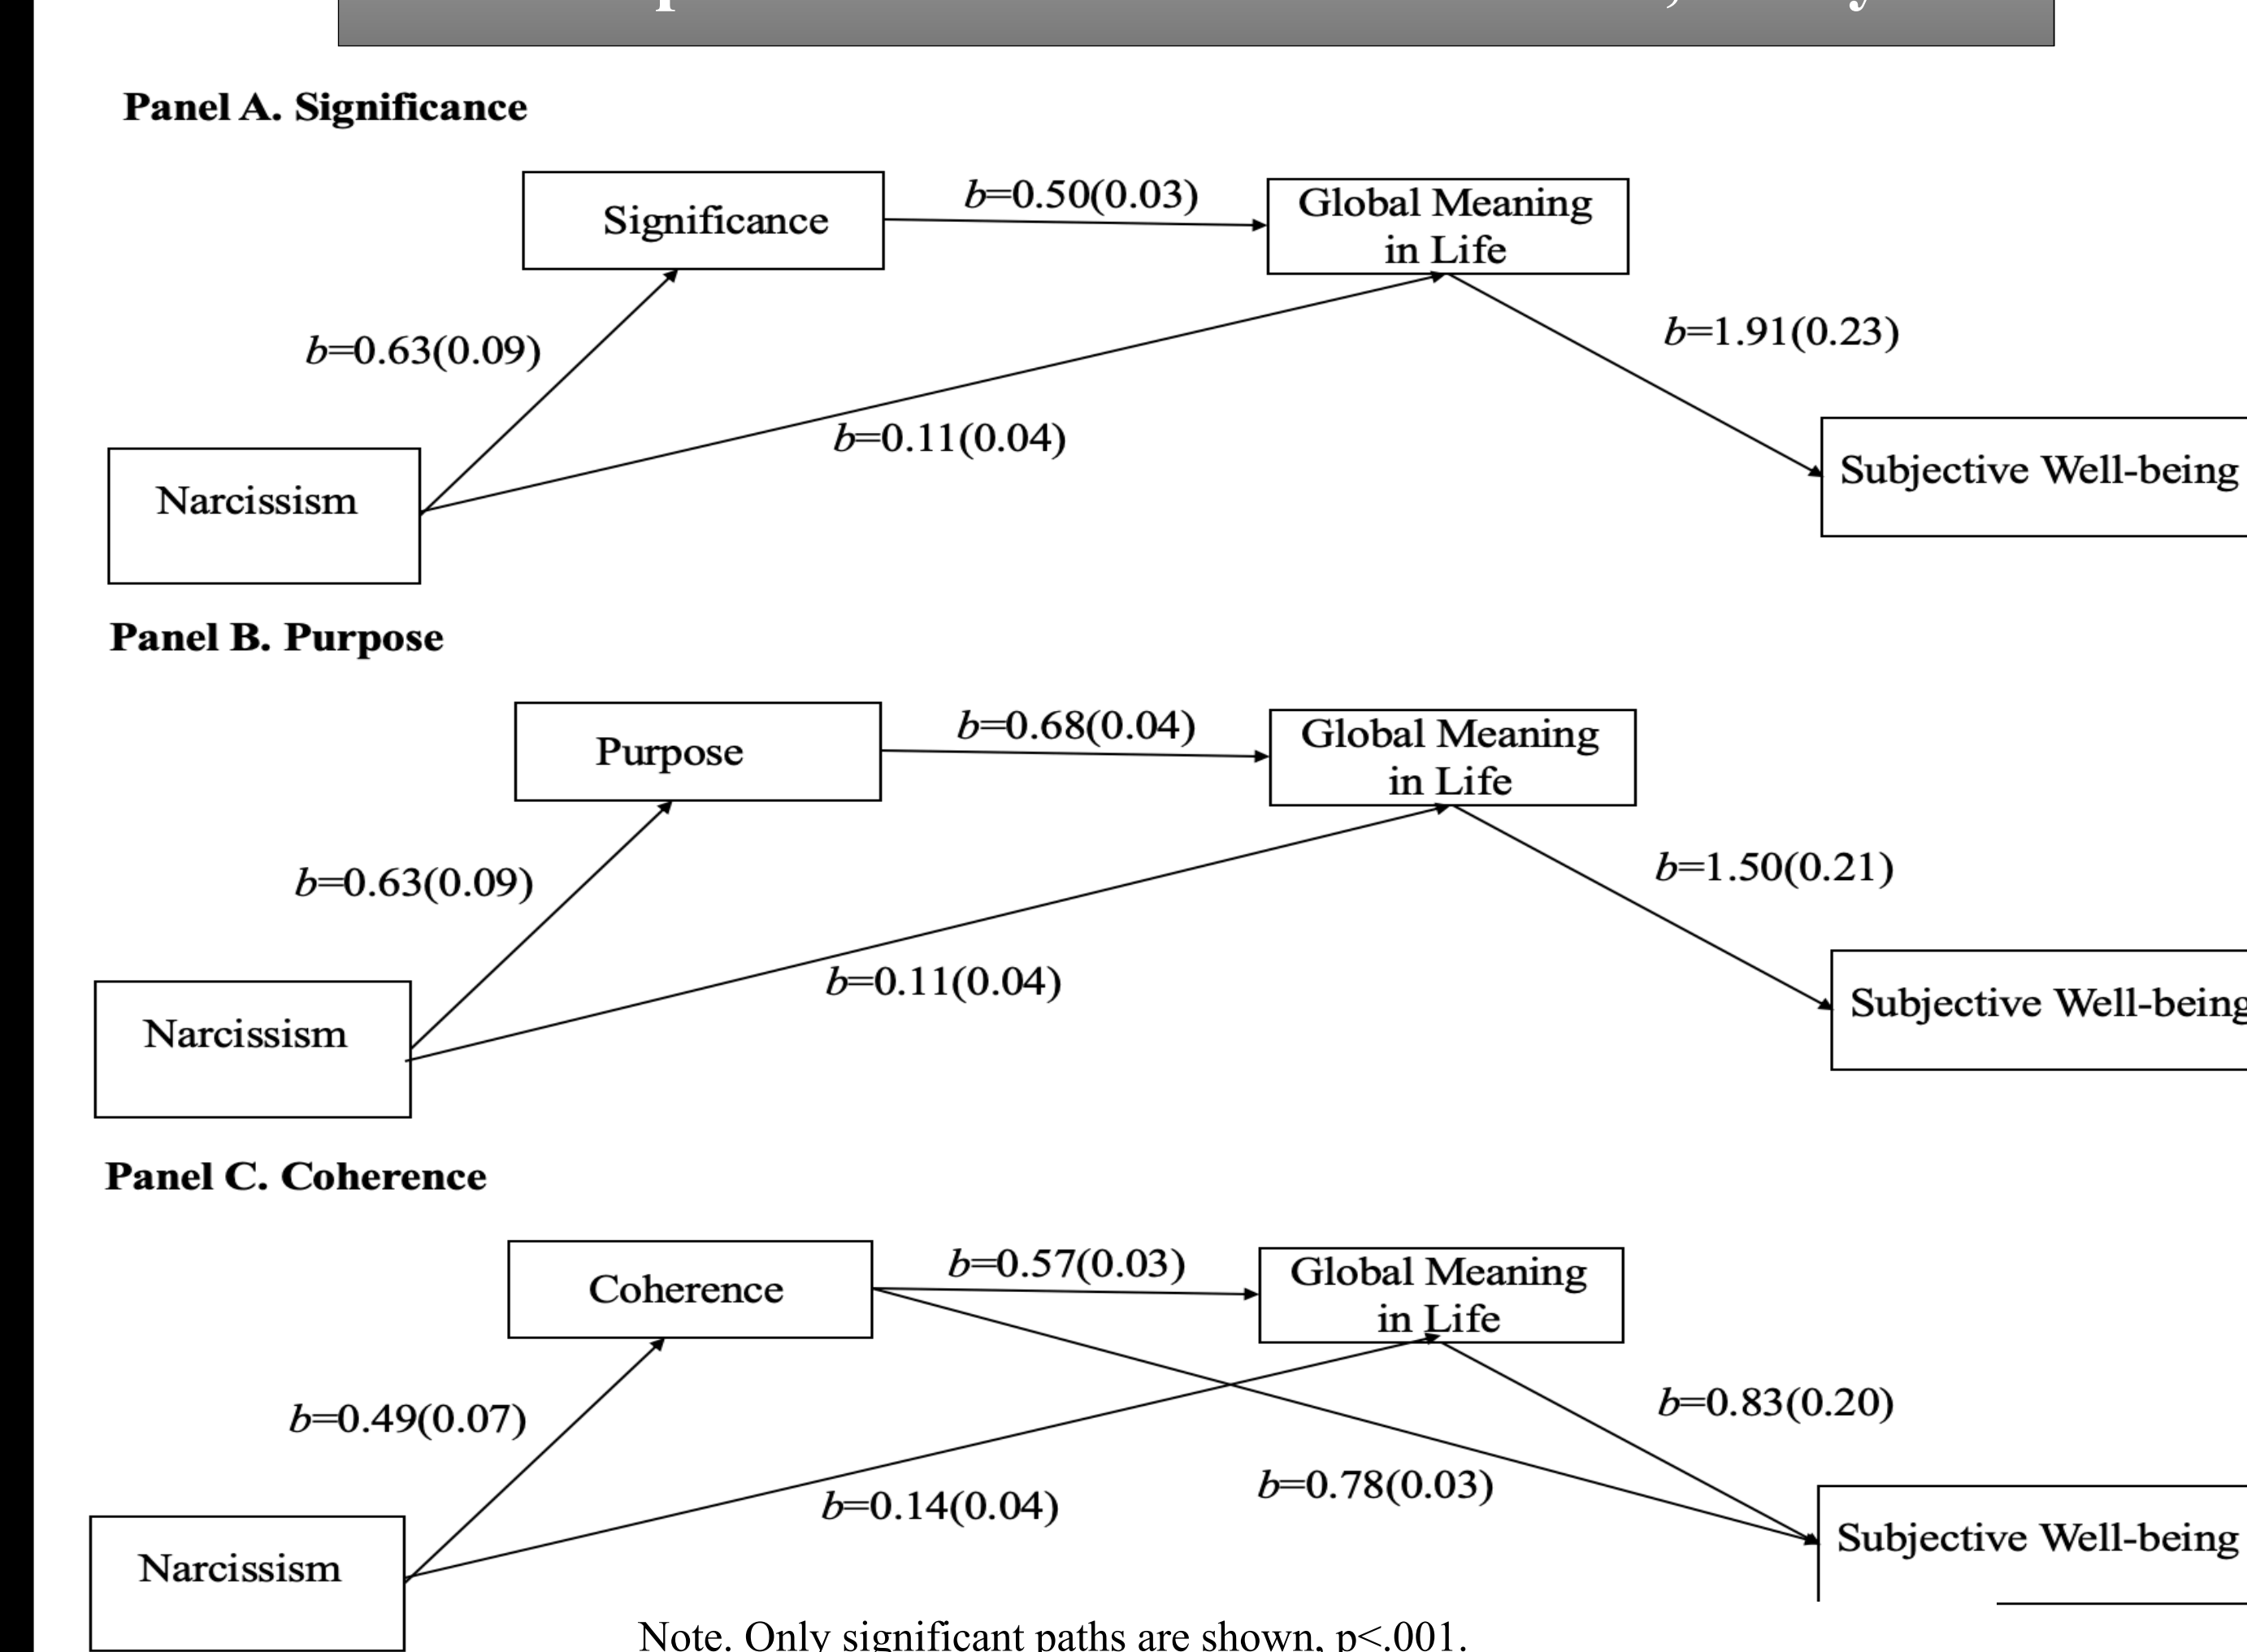 Panel A. Significance
b=0.50(0.03)
Significance
Global Meaning
in Life
b=0.63(0.09)
b=1.91(0.23)
b=0.11(0.04)
Narcissism
Subjective Well-being
Panel B. Purpose
b=0.68(0.04)
Purpose
Global Meaning
in Life
b=0.63(0.09)
b=1.50(0.21)
b=0.11(0.04)
Narcissism
Subjective Well-being
Panel C. Coherence
b=0.57(0.03)
Coherence
Global Meaning
in Life
b=0.49(0.07)
b=0.83(0.20)
b=0.78(0.03)
b=0.14(0.04)
Narcissism
Subjective Well-being
Note. Only significant paths are shown, p<.001.